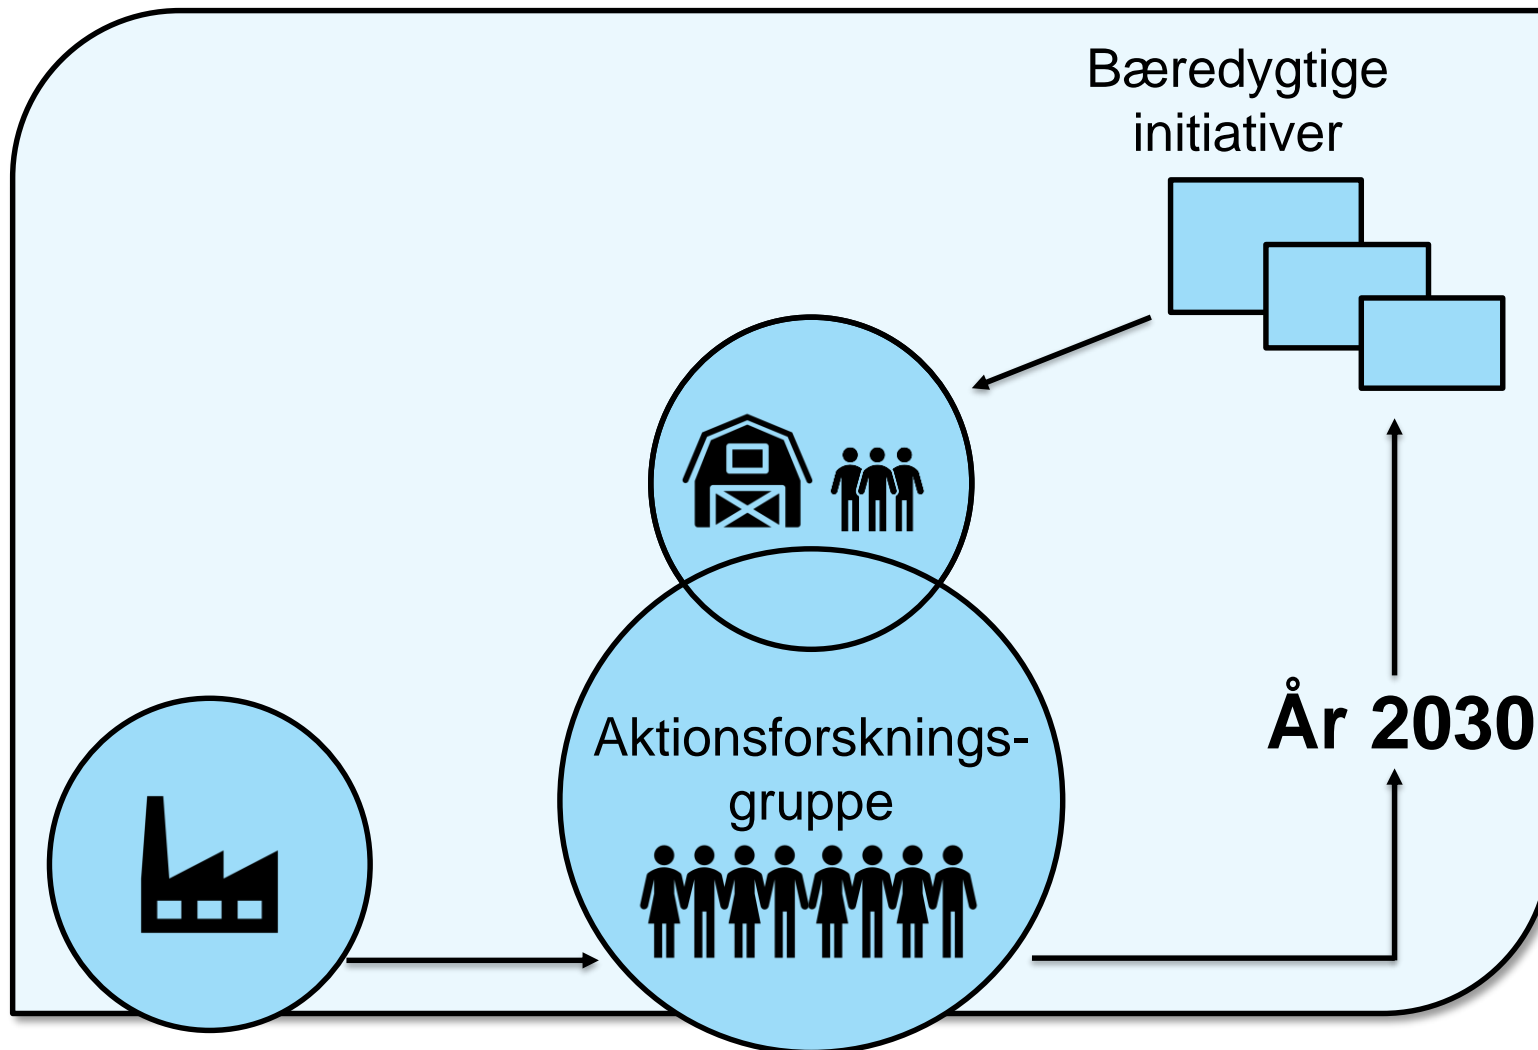 Bæredygtige
initiativer
Aktionsforsknings-
gruppe
År 2030